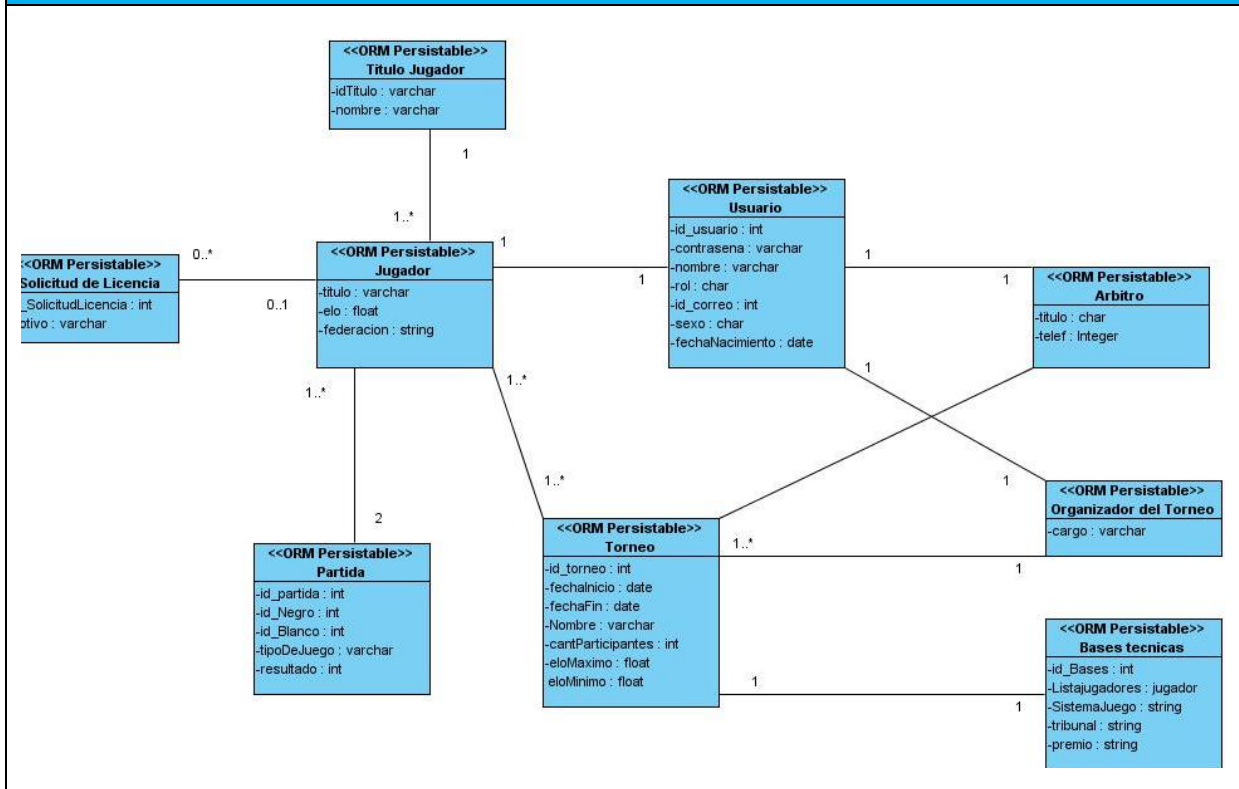 <<ORM Persistable>>
Titulo Jugador
-idTitulo : varchar
-nombre : varchar
1
1..*
<<ORM Persistable>>
Usuario
-id_usuario : int
-contrasena : varchar
-nombre : varchar
-rol : char
-id_correo : int
-sexo : char
-fechaNacimiento : date
<<ORM Persistable>>
Solicitud de Licencia
_SolicitudLicencia : int
otivo : varchar
0..*
0..1
<<ORM Persistable>>
Jugador
-titulo : varchar
-elo : float
-federacion : string
1
1
1
1
<<ORM Persistable>>
Arbitro
-titulo : char
-telef : Integer
1..*
2
1..*
1..*
1
1
<<ORM Persistable>>
Organizador del Torneo
-cargo : varchar
<<ORM Persistable>>
Partida
-id_partida : int
-id_Negro : int
-id_Blanco : int
-tipoDeJuego : varchar
-resultado : int
<<ORM Persistable>>
Torneo
-id_torneo : int
-fechaInicio : date
-fechaFin : date
-Nombre : varchar
-cantParticipantes : int
-eloMaximo : float
eloMinimo : float
1..*
1
1
1
<<ORM Persistable>>
Bases tecnicas
-id_Bases : int
-Listajugadores : jugador
-SistemaJuego : string
-tribunal : string
-premio : string